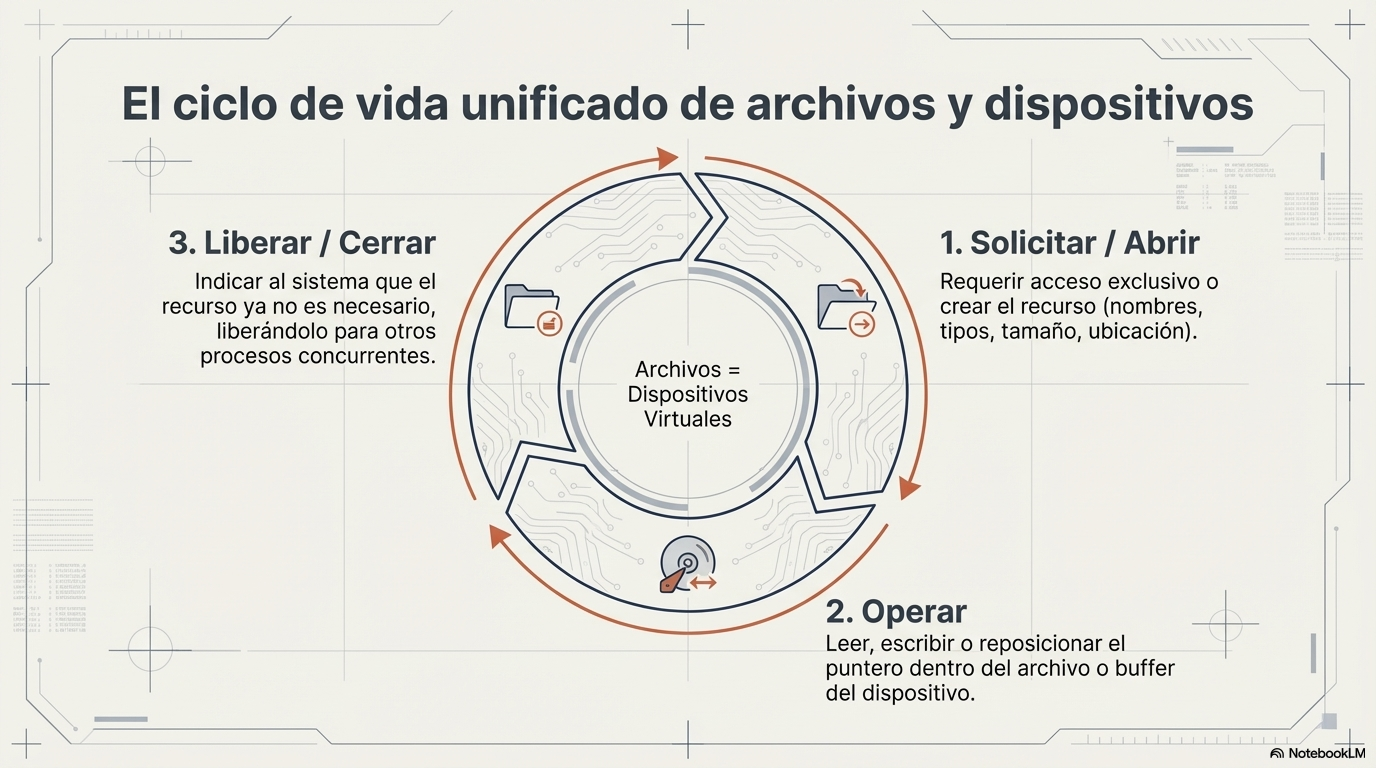 El ciclo de vida unificado de archivos y dispositivos
3. Liberar / Cerrar
Indicar al sistema que el
recurso ya no es necesario,
liberándolo para otros
procesos concurrentes.
1. Solicitar / Abrir
Requerir acceso exclusivo o
crear el recurso (nombres,
tipos, tamaño, ubicación).
Archivos =
Dispositivos
Virtuales
2. Operar
Leer, escribir o reposicionar el
puntero dentro del archivo o buffer
del dispositivo.
NotebookLM